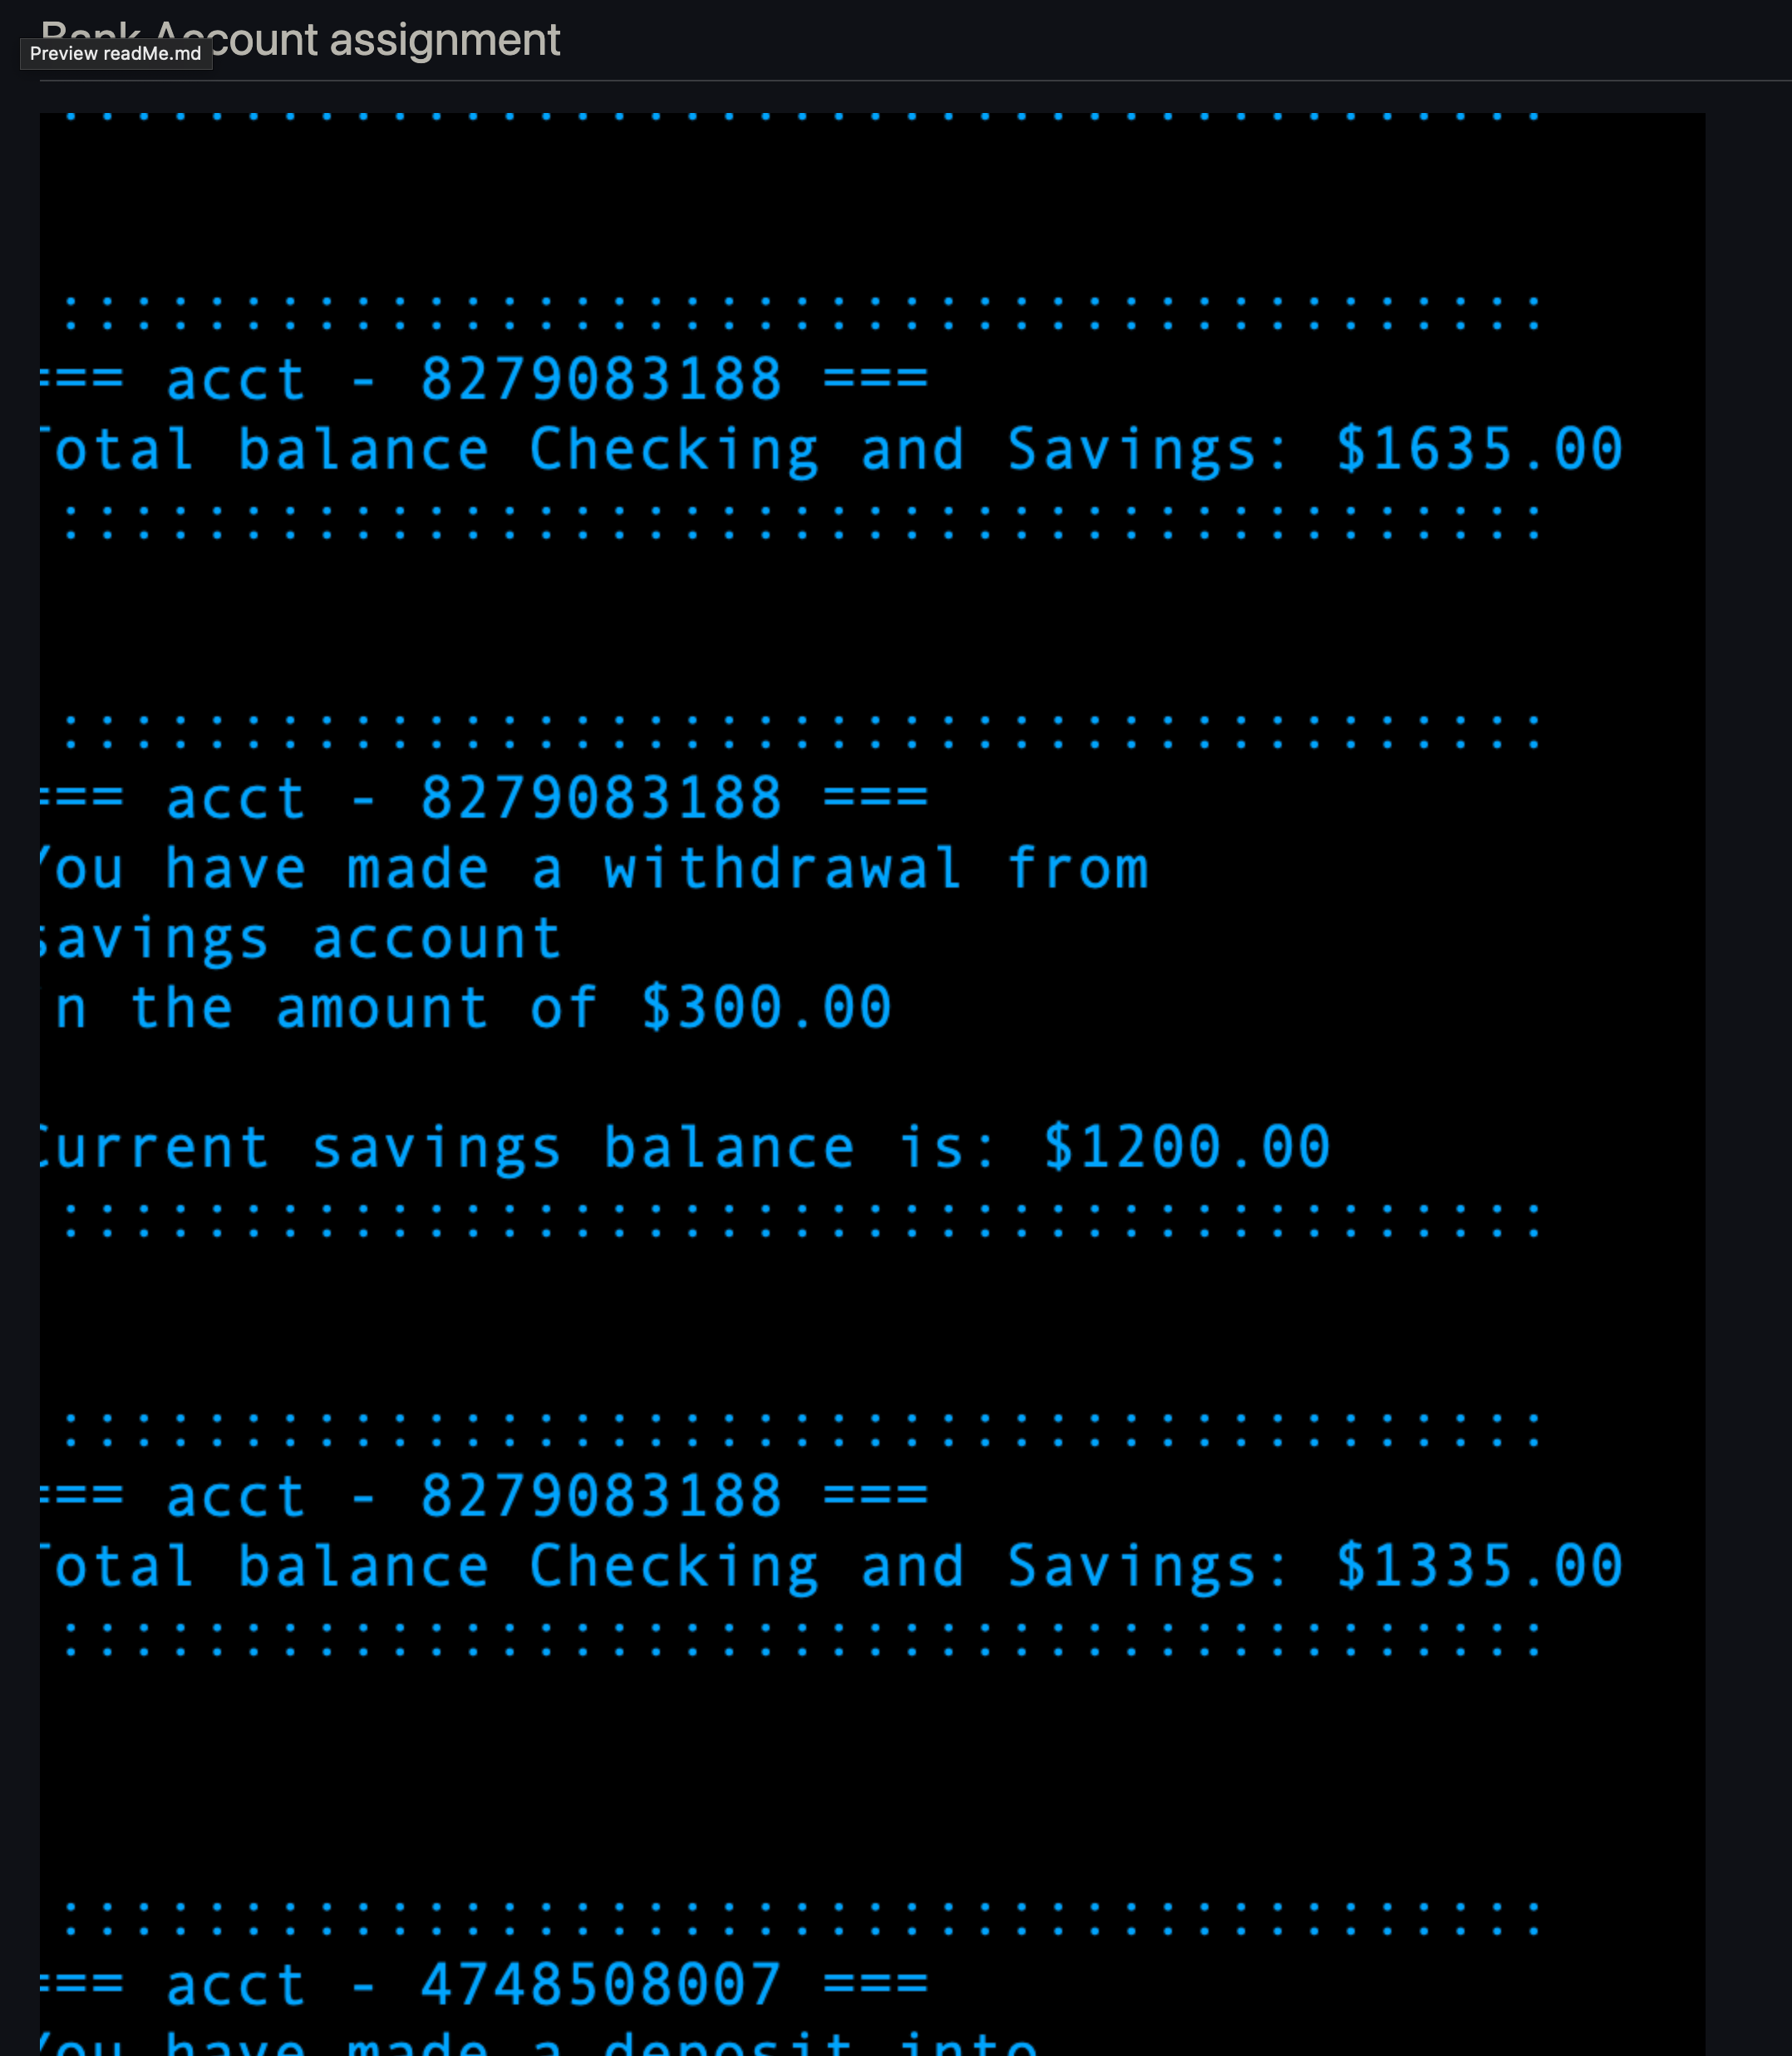 Bank Account assignment
Preview readMe.md
::::::::::::::::::::::::::::::::::::::::: 
:::::::::::::::::::::::::::::::::::::::::
=== acct - 8279083188 ===
Total balance Checking and Savings: $1635.00
:::::::::::::::::::::::::::::::::::::::::
:::::::::::::::::::::::::::::::::::::::::
=== acct - 8279083188 ===
You have made a withdrawal from
savings account
in the amount of $300.00
Current savings balance is: $1200.00
:::::::::::::::::::::::::::::::::::::::::
:::::::::::::::::::::::::::::::::::::::::
=== acct - 8279083188 ===
Total balance Checking and Savings: $1335.00
:::::::::::::::::::::::::::::::::::::::::
:::::::::::::::::::::::::::::::::::::::::
=== acct - 4748508007 ===
You have made a deposit into